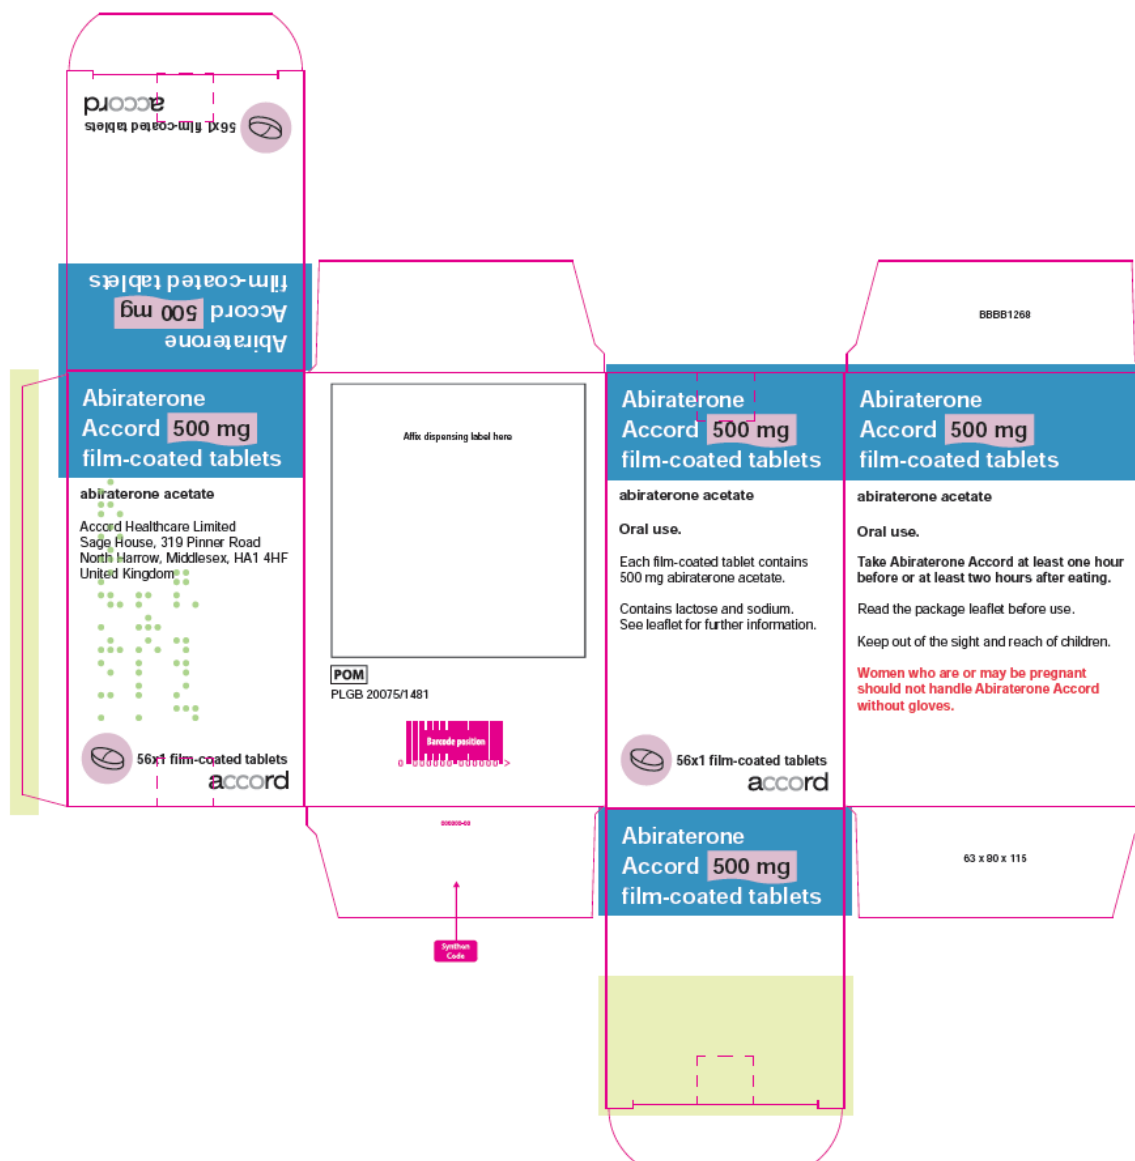 accord
56x1 film-coated tablets
Abiraterone
Accord 500 mg
film-coated tablets
BBBB1268
Abiraterone
Accord 500 mg
film-coated tablets
abiraterone acetate
Accord Healthcare Limited
Sage House, 319 Pinner Road
North Harrow, Middlesex, HA1 4HF
United Kingdom
56x1 film-coated tablets
accord
Affix dispensing label here
POM
PLGB 20075/1481
Barcode position
0 000000 000000 >
000000-00
Synthon
Code
Abiraterone
Accord 500 mg
film-coated tablets
abiraterone acetate
Oral use.
Each film-coated tablet contains
500 mg abiraterone acetate.
Contains lactose and sodium.
See leaflet for further information.
56x1 film-coated tablets
accord
Abiraterone
Accord 500 mg
film-coated tablets
Abiraterone
Accord 500 mg
film-coated tablets
abiraterone acetate
Oral use.
Take Abiraterone Accord at least one hour
before or at least two hours after eating.
Read the package leaflet before use.
Keep out of the sight and reach of children.
Women who are or may be pregnant
should not handle Abiraterone Accord
without gloves.
63 x 80 x 115